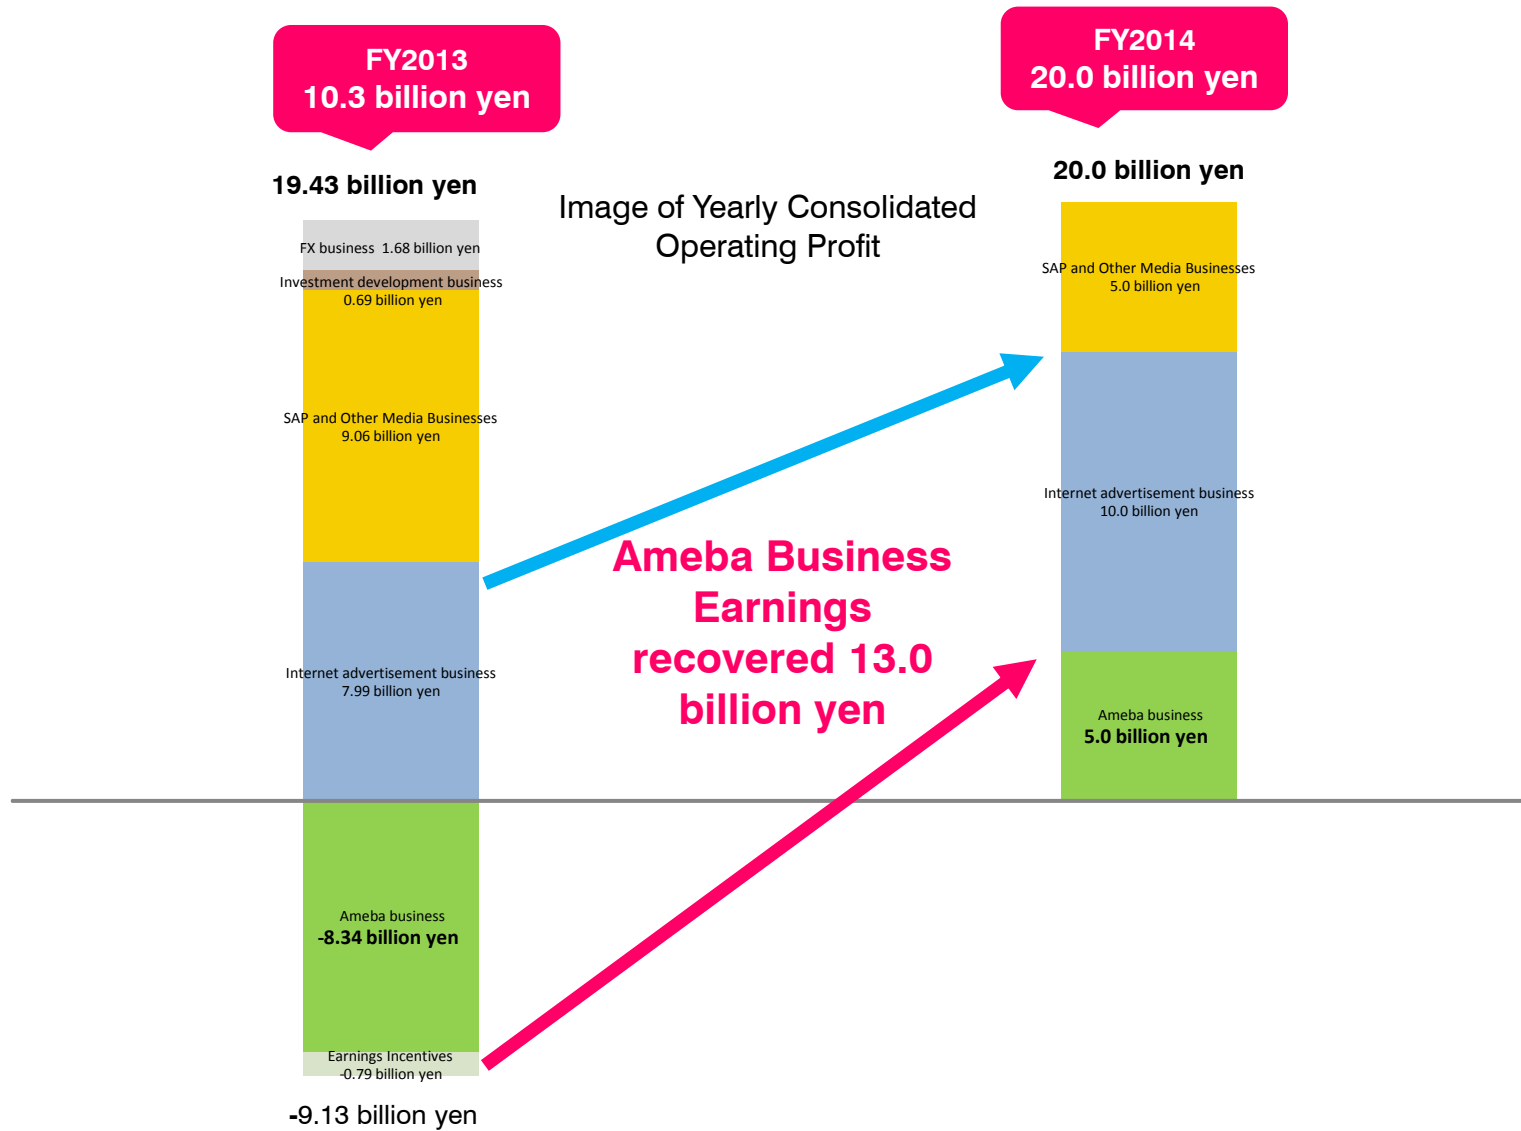 FY2013
10.3 billion yen
FY2014
20.0 billion yen
19.43 billion yen
20.0 billion yen
Image of Yearly Consolidated
Operating Profit
FX business 1.68 billion yen
Investment development business
0.69 billion yen
SAP and Other Media Businesses
9.06 billion yen
Internet advertisement business
7.99 billion yen
Ameba business
-8.34 billion yen
Earnings Incentives
-0.79 billion yen
-9.13 billion yen
Ameba Business
Earnings
recovered 13.0
billion yen
SAP and Other Media Businesses
5.0 billion yen
Internet advertisement business
10.0 billion yen
Ameba business
5.0 billion yen